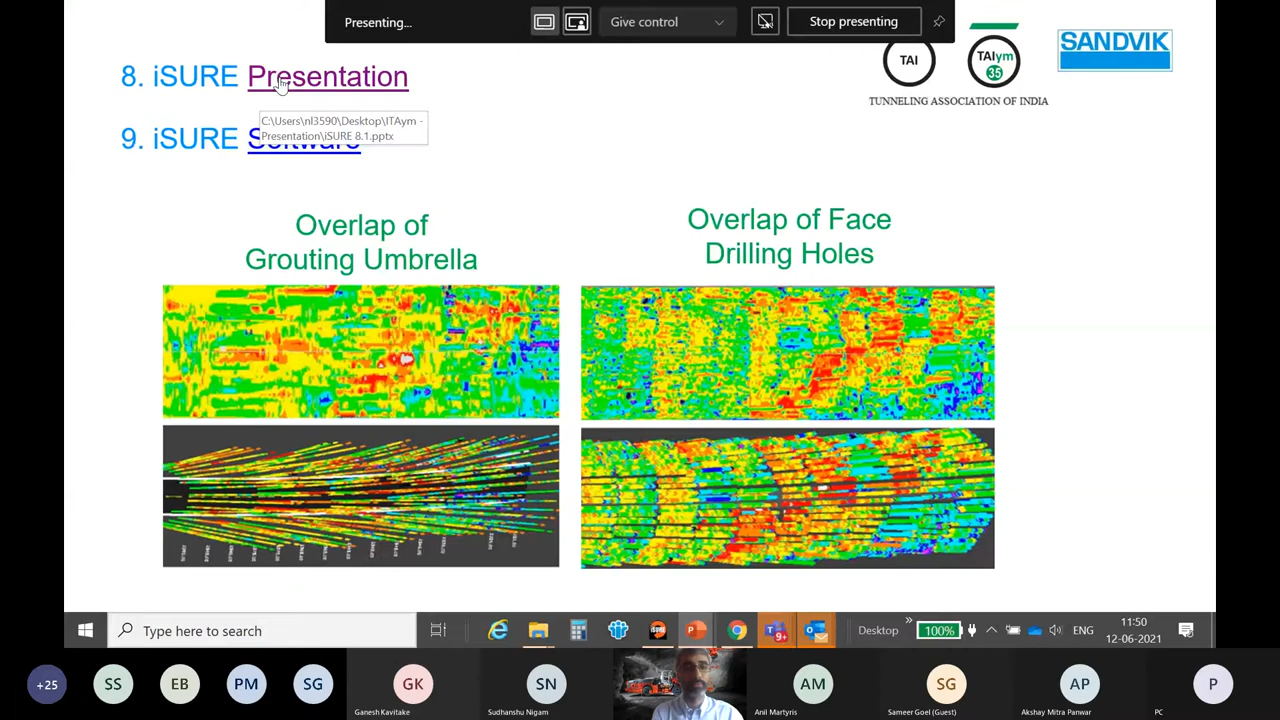 Presenting...
Give control
Stop presenting
8. iSURE Presentation
TAI
TAIym
35
SANDVIK
TUNNELING ASSOCIATION OF INDIA
C:\Users\nl3590\Desktop\ITAym -
Presentation\iSURE 8.1.pptx
9. iSURE Software
Overlap of
Grouting Umbrella
Overlap of Face
Drilling Holes
Type here to search
9+
Desktop
100%
ENG
11:50
12-06-2021
+25
SS
EB
PM
SG
GK
Ganesh Kavitake
SN
Sudhanshu Nigam
AM
Anil Martyris
SG
Sameer Goel (Guest)
AP
Akshay Mitra Panwar
P
PC